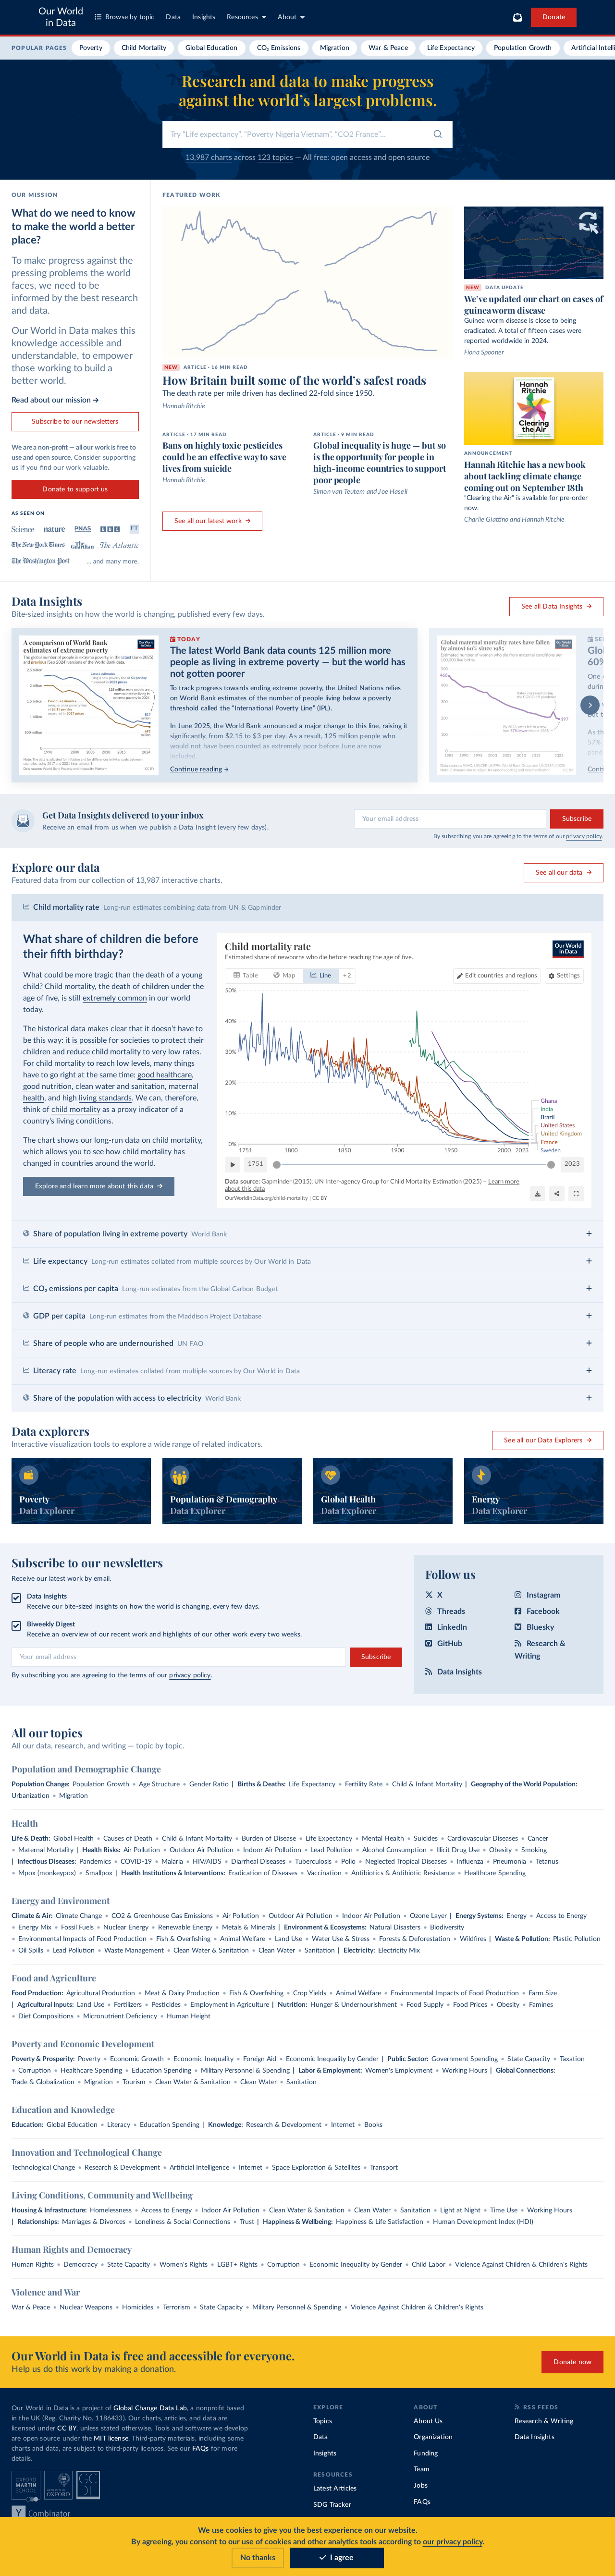 Our World
in Data
Browse by topic
Data
Insights
Resources
About
Donate
POPULAR PAGES
Poverty
Child Mortality
Global Education
CO₂ Emissions
Migration
War & Peace
Life Expectancy
Population Growth
Artificial Intelli
Research and data to make progress
against the world’s largest problems.
Try "Life expectancy", "Poverty Nigeria Vietnam", "CO2 France"...
13,987 charts across 123 topics — All free: open access and open source
OUR MISSION
What do we need to know to make the world a better place?
To make progress against the pressing problems the world faces, we need to be informed by the best research and data.
Our World in Data makes this knowledge accessible and understandable, to empower those working to build a better world.
Read about our mission →
Subscribe to our newsletters
We are a non-profit — all our work is free to use and open source. Consider supporting us if you find our work valuable.
Donate to support us
AS SEEN ON
Science
nature
PNAS
BBC
FT
The New York Times
The Guardian
The Atlantic
The Washington Post
... and many more.
FEATURED WORK
NEW ARTICLE • 16 MIN READ
How Britain built some of the world’s safest roads
The death rate per mile driven has declined 22-fold since 1950.
Hannah Ritchie
ARTICLE • 17 MIN READ
Bans on highly toxic pesticides could be an effective way to save lives from suicide
Hannah Ritchie
ARTICLE • 9 MIN READ
Global inequality is huge — but so is the opportunity for people in high-income countries to support poor people
Simon van Teutem and Joe Hasell
See all our latest work →
NEW DATA UPDATE
We’ve updated our chart on cases of guinea worm disease
Guinea worm disease is close to being eradicated. A total of fifteen cases were reported worldwide in 2024.
Fiona Spooner
Hannah Ritchie
Clearing the Air
ANNOUNCEMENT
Hannah Ritchie has a new book about tackling climate change coming out on September 18th
“Clearing the Air” is available for pre-order now.
Charlie Giattino and Hannah Ritchie
Data Insights
Bite-sized insights on how the world is changing, published every few days.
See all Data Insights →
A comparison of World Bank estimates of extreme poverty
TODAY
The latest World Bank data counts 125 million more people as living in extreme poverty — but the world has not gotten poorer
To track progress towards ending extreme poverty, the United Nations relies on World Bank estimates of the number of people living below a poverty threshold called the “International Poverty Line” (IPL).
In June 2025, the World Bank announced a major change to this line, raising it significantly, from $2.15 to $3 per day. As a result, 125 million people who would not have been counted as extremely poor before June are now included.
Continue reading →
Global maternal mortality rates have fallen by almost 60% since 1985
Get Data Insights delivered to your inbox
Receive an email from us when we publish a Data Insight (every few days).
Your email address
Subscribe
By subscribing you are agreeing to the terms of our privacy policy.
Explore our data
Featured data from our collection of 13,987 interactive charts.
See all our data →
Child mortality rate Long-run estimates combining data from UN & Gapminder
What share of children die before their fifth birthday?
What could be more tragic than the death of a young child? Child mortality, the death of children under the age of five, is still extremely common in our world today.
The historical data makes clear that it doesn’t have to be this way: it is possible for societies to protect their children and reduce child mortality to very low rates. For child mortality to reach low levels, many things have to go right at the same time: good healthcare, good nutrition, clean water and sanitation, maternal health, and high living standards. We can, therefore, think of child mortality as a proxy indicator of a country’s living conditions.
The chart shows our long-run data on child mortality, which allows you to see how child mortality has changed in countries around the world.
Explore and learn more about this data →
Child mortality rate
Estimated share of newborns who die before reaching the age of five.
Our World in Data
Table
Map
Line
+2
Edit countries and regions
Settings
50%
40%
30%
20%
10%
0%
1751
1800
1850
1900
1950
2000
2023
Ghana
India
Brazil
United States
United Kingdom
France
Sweden
1751
2023
Data source: Gapminder (2015); UN Inter-agency Group for Child Mortality Estimation (2025) – Learn more about this data
OurWorldinData.org/child-mortality | CC BY
Share of population living in extreme poverty World Bank
Life expectancy Long-run estimates collated from multiple sources by Our World in Data
CO₂ emissions per capita Long-run estimates from the Global Carbon Budget
GDP per capita Long-run estimates from the Maddison Project Database
Share of people who are undernourished UN FAO
Literacy rate Long-run estimates collated from multiple sources by Our World in Data
Share of the population with access to electricity World Bank
Data explorers
Interactive visualization tools to explore a wide range of related indicators.
See all our Data Explorers →
Poverty
Data Explorer
Population & Demography
Data Explorer
Global Health
Data Explorer
Energy
Data Explorer
Subscribe to our newsletters
Receive our latest work by email.
Data Insights
Receive our bite-sized insights on how the world is changing, every few days.
Biweekly Digest
Receive an overview of our recent work and highlights of our other work every two weeks.
Your email address
Subscribe
By subscribing you are agreeing to the terms of our privacy policy.
Follow us
X
Instagram
Threads
Facebook
LinkedIn
Bluesky
GitHub
Research & Writing
Data Insights
All our topics
All our data, research, and writing — topic by topic.
Population and Demographic Change
Population Change: Population Growth • Age Structure • Gender Ratio | Births & Deaths: Life Expectancy • Fertility Rate • Child & Infant Mortality | Geography of the World Population:
Urbanization • Migration
Health
Life & Death: Global Health • Causes of Death • Child & Infant Mortality • Burden of Disease • Life Expectancy • Mental Health • Suicides • Cardiovascular Diseases • Cancer
• Maternal Mortality | Health Risks: Air Pollution • Outdoor Air Pollution • Indoor Air Pollution • Lead Pollution • Alcohol Consumption • Illicit Drug Use • Obesity • Smoking
| Infectious Diseases: Pandemics • COVID-19 • Malaria • HIV/AIDS • Diarrheal Diseases • Tuberculosis • Polio • Neglected Tropical Diseases • Influenza • Pneumonia • Tetanus
• Mpox (monkeypox) • Smallpox | Health Institutions & Interventions: Eradication of Diseases • Vaccination • Antibiotics & Antibiotic Resistance • Healthcare Spending
Energy and Environment
Climate & Air: Climate Change • CO2 & Greenhouse Gas Emissions • Air Pollution • Outdoor Air Pollution • Indoor Air Pollution • Ozone Layer | Energy Systems: Energy • Access to Energy
• Energy Mix • Fossil Fuels • Nuclear Energy • Renewable Energy • Metals & Minerals | Environment & Ecosystems: Natural Disasters • Biodiversity
• Environmental Impacts of Food Production • Fish & Overfishing • Animal Welfare • Land Use • Water Use & Stress • Forests & Deforestation • Wildfires | Waste & Pollution: Plastic Pollution
• Oil Spills • Lead Pollution • Waste Management • Clean Water & Sanitation • Clean Water • Sanitation | Electricity: Electricity Mix
Food and Agriculture
Food Production: Agricultural Production • Meat & Dairy Production • Fish & Overfishing • Crop Yields • Animal Welfare • Environmental Impacts of Food Production • Farm Size
| Agricultural Inputs: Land Use • Fertilizers • Pesticides • Employment in Agriculture | Nutrition: Hunger & Undernourishment • Food Supply • Food Prices • Obesity • Famines
• Diet Compositions • Micronutrient Deficiency • Human Height
Poverty and Economic Development
Poverty & Prosperity: Poverty • Economic Growth • Economic Inequality • Foreign Aid • Economic Inequality by Gender | Public Sector: Government Spending • State Capacity • Taxation
• Corruption • Healthcare Spending • Education Spending • Military Personnel & Spending | Labor & Employment: Women's Employment • Working Hours | Global Connections:
Trade & Globalization • Migration • Tourism • Clean Water & Sanitation • Clean Water • Sanitation
Education and Knowledge
Education: Global Education • Literacy • Education Spending | Knowledge: Research & Development • Internet • Books
Innovation and Technological Change
Technological Change • Research & Development • Artificial Intelligence • Internet • Space Exploration & Satellites • Transport
Living Conditions, Community and Wellbeing
Housing & Infrastructure: Homelessness • Access to Energy • Indoor Air Pollution • Clean Water & Sanitation • Clean Water • Sanitation • Light at Night • Time Use • Working Hours
| Relationships: Marriages & Divorces • Loneliness & Social Connections • Trust | Happiness & Wellbeing: Happiness & Life Satisfaction • Human Development Index (HDI)
Human Rights and Democracy
Human Rights • Democracy • State Capacity • Women's Rights • LGBT+ Rights • Corruption • Economic Inequality by Gender • Child Labor • Violence Against Children & Children's Rights
Violence and War
War & Peace • Nuclear Weapons • Homicides • Terrorism • State Capacity • Military Personnel & Spending • Violence Against Children & Children's Rights
Our World in Data is free and accessible for everyone.
Help us do this work by making a donation.
Donate now
Our World in Data is a project of Global Change Data Lab, a nonprofit based in the UK (Reg. Charity No. 1186433). Our charts, articles, and data are licensed under CC BY, unless stated otherwise. Tools and software we develop are open source under the MIT license. Third-party materials, including some charts and data, are subject to third-party licenses. See our FAQs for more details.
OXFORD MARTIN SCHOOL
UNIVERSITY OF OXFORD
GCDL
Y Combinator
EXPLORE
Topics
Data
Insights
RESOURCES
Latest Articles
SDG Tracker
ABOUT
About Us
Organization
Funding
Team
Jobs
FAQs
RSS FEEDS
Research & Writing
Data Insights
We use cookies to give you the best experience on our website.
By agreeing, you consent to our use of cookies and other analytics tools according to our privacy policy.
No thanks
I agree